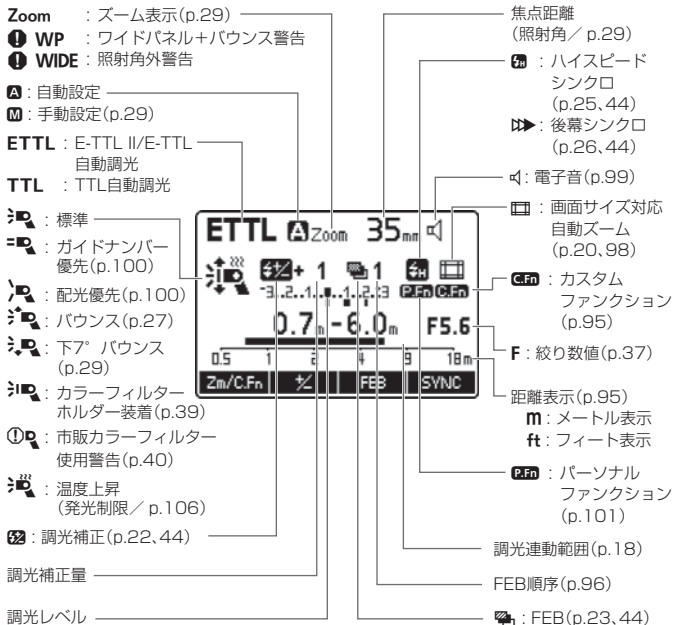 Zoom : ズーム表示(p.29)
WP : ワイドパネル＋バウンス警告
WIDE : 照射角外警告
A : 自動設定
M : 手動設定(p.29)
ETTL : E-TTL II/E-TTL
自動調光
TTL : TTL自動調光
: 標準
: ガイドナンバー
優先(p.100)
: 配光優先(p.100)
: バウンス(p.27)
: 下7°バウンス
(p.29)
: カラーフィルター
ホルダー装着(p.39)
: 市販カラーフィルター
使用警告(p.40)
: 温度上昇
(発光制限／p.106)
: 調光補正(p.22、44)
調光補正量
調光レベル
ETTL A Zoom 35mm
+ 1 1 H
-3..2..1..■..1..2.:3 P.Fn C.Fn
0.7m-6.0m F5.6
0.5 1 2 4 9 18m
Zm/C.Fn +/- FEB SYNC
焦点距離
(照射角／p.29)
H : ハイスピード
シンクロ
(p.25、44)
: 後幕シンクロ
(p.26、44)
: 電子音(p.99)
: 画面サイズ対応
自動ズーム
(p.20、98)
C.Fn : カスタム
ファンクション
(p.95)
F : 絞り数値(p.37)
距離表示(p.95)
m : メートル表示
ft : フィート表示
P.Fn : パーソナル
ファンクション
(p.101)
調光連動範囲(p.18)
FEB順序(p.96)
: FEB(p.23、44)